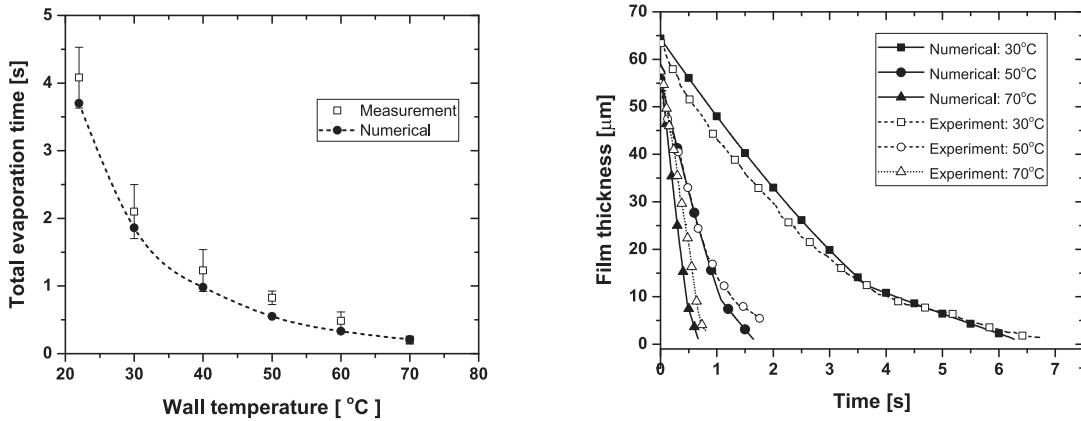 Total evaporation time [s]
5
4
3
2
1
0
Measurement
Numerical
20 30 40 50 60 70 80
Wall temperature [ °C ]
Film thickness [μm]
70
60
50
40
30
20
10
0
Numerical: 30°C
Numerical: 50°C
Numerical: 70°C
Experiment: 30°C
Experiment: 50°C
Experiment: 70°C
0 1 2 3 4 5 6 7
Time [s]